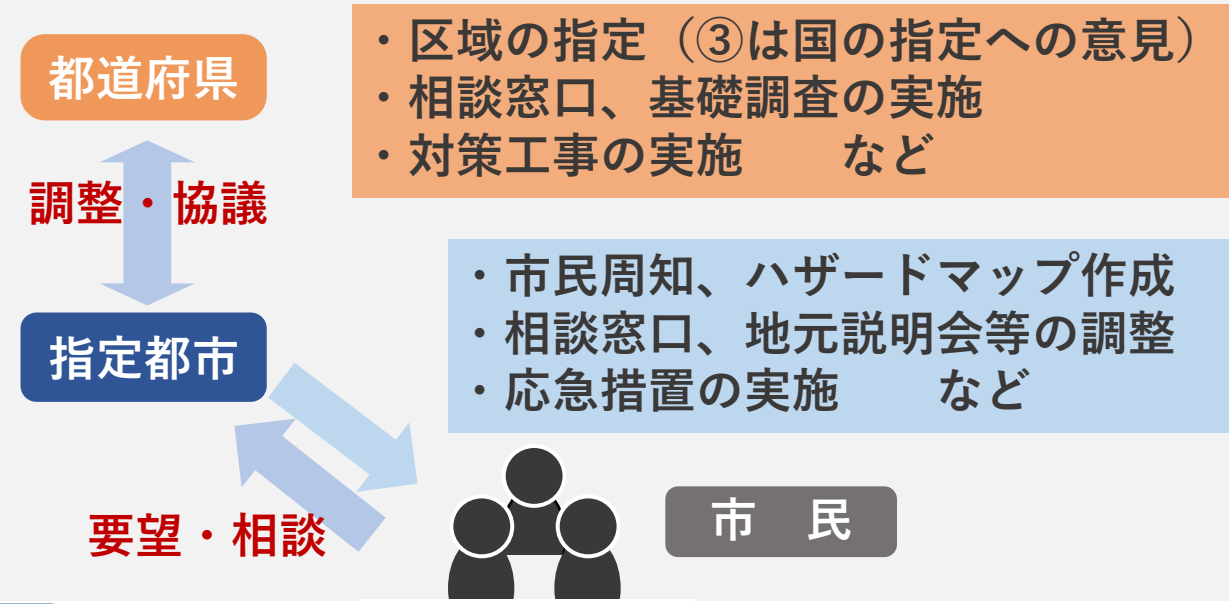 都道府県
・区域の指定（③は国の指定への意見）
・相談窓口、基礎調査の実施
・対策工事の実施　　など
調整・協議
指定都市
・市民周知、ハザードマップ作成
・相談窓口、地元説明会等の調整
・応急措置の実施　　など
要望・相談
市　民